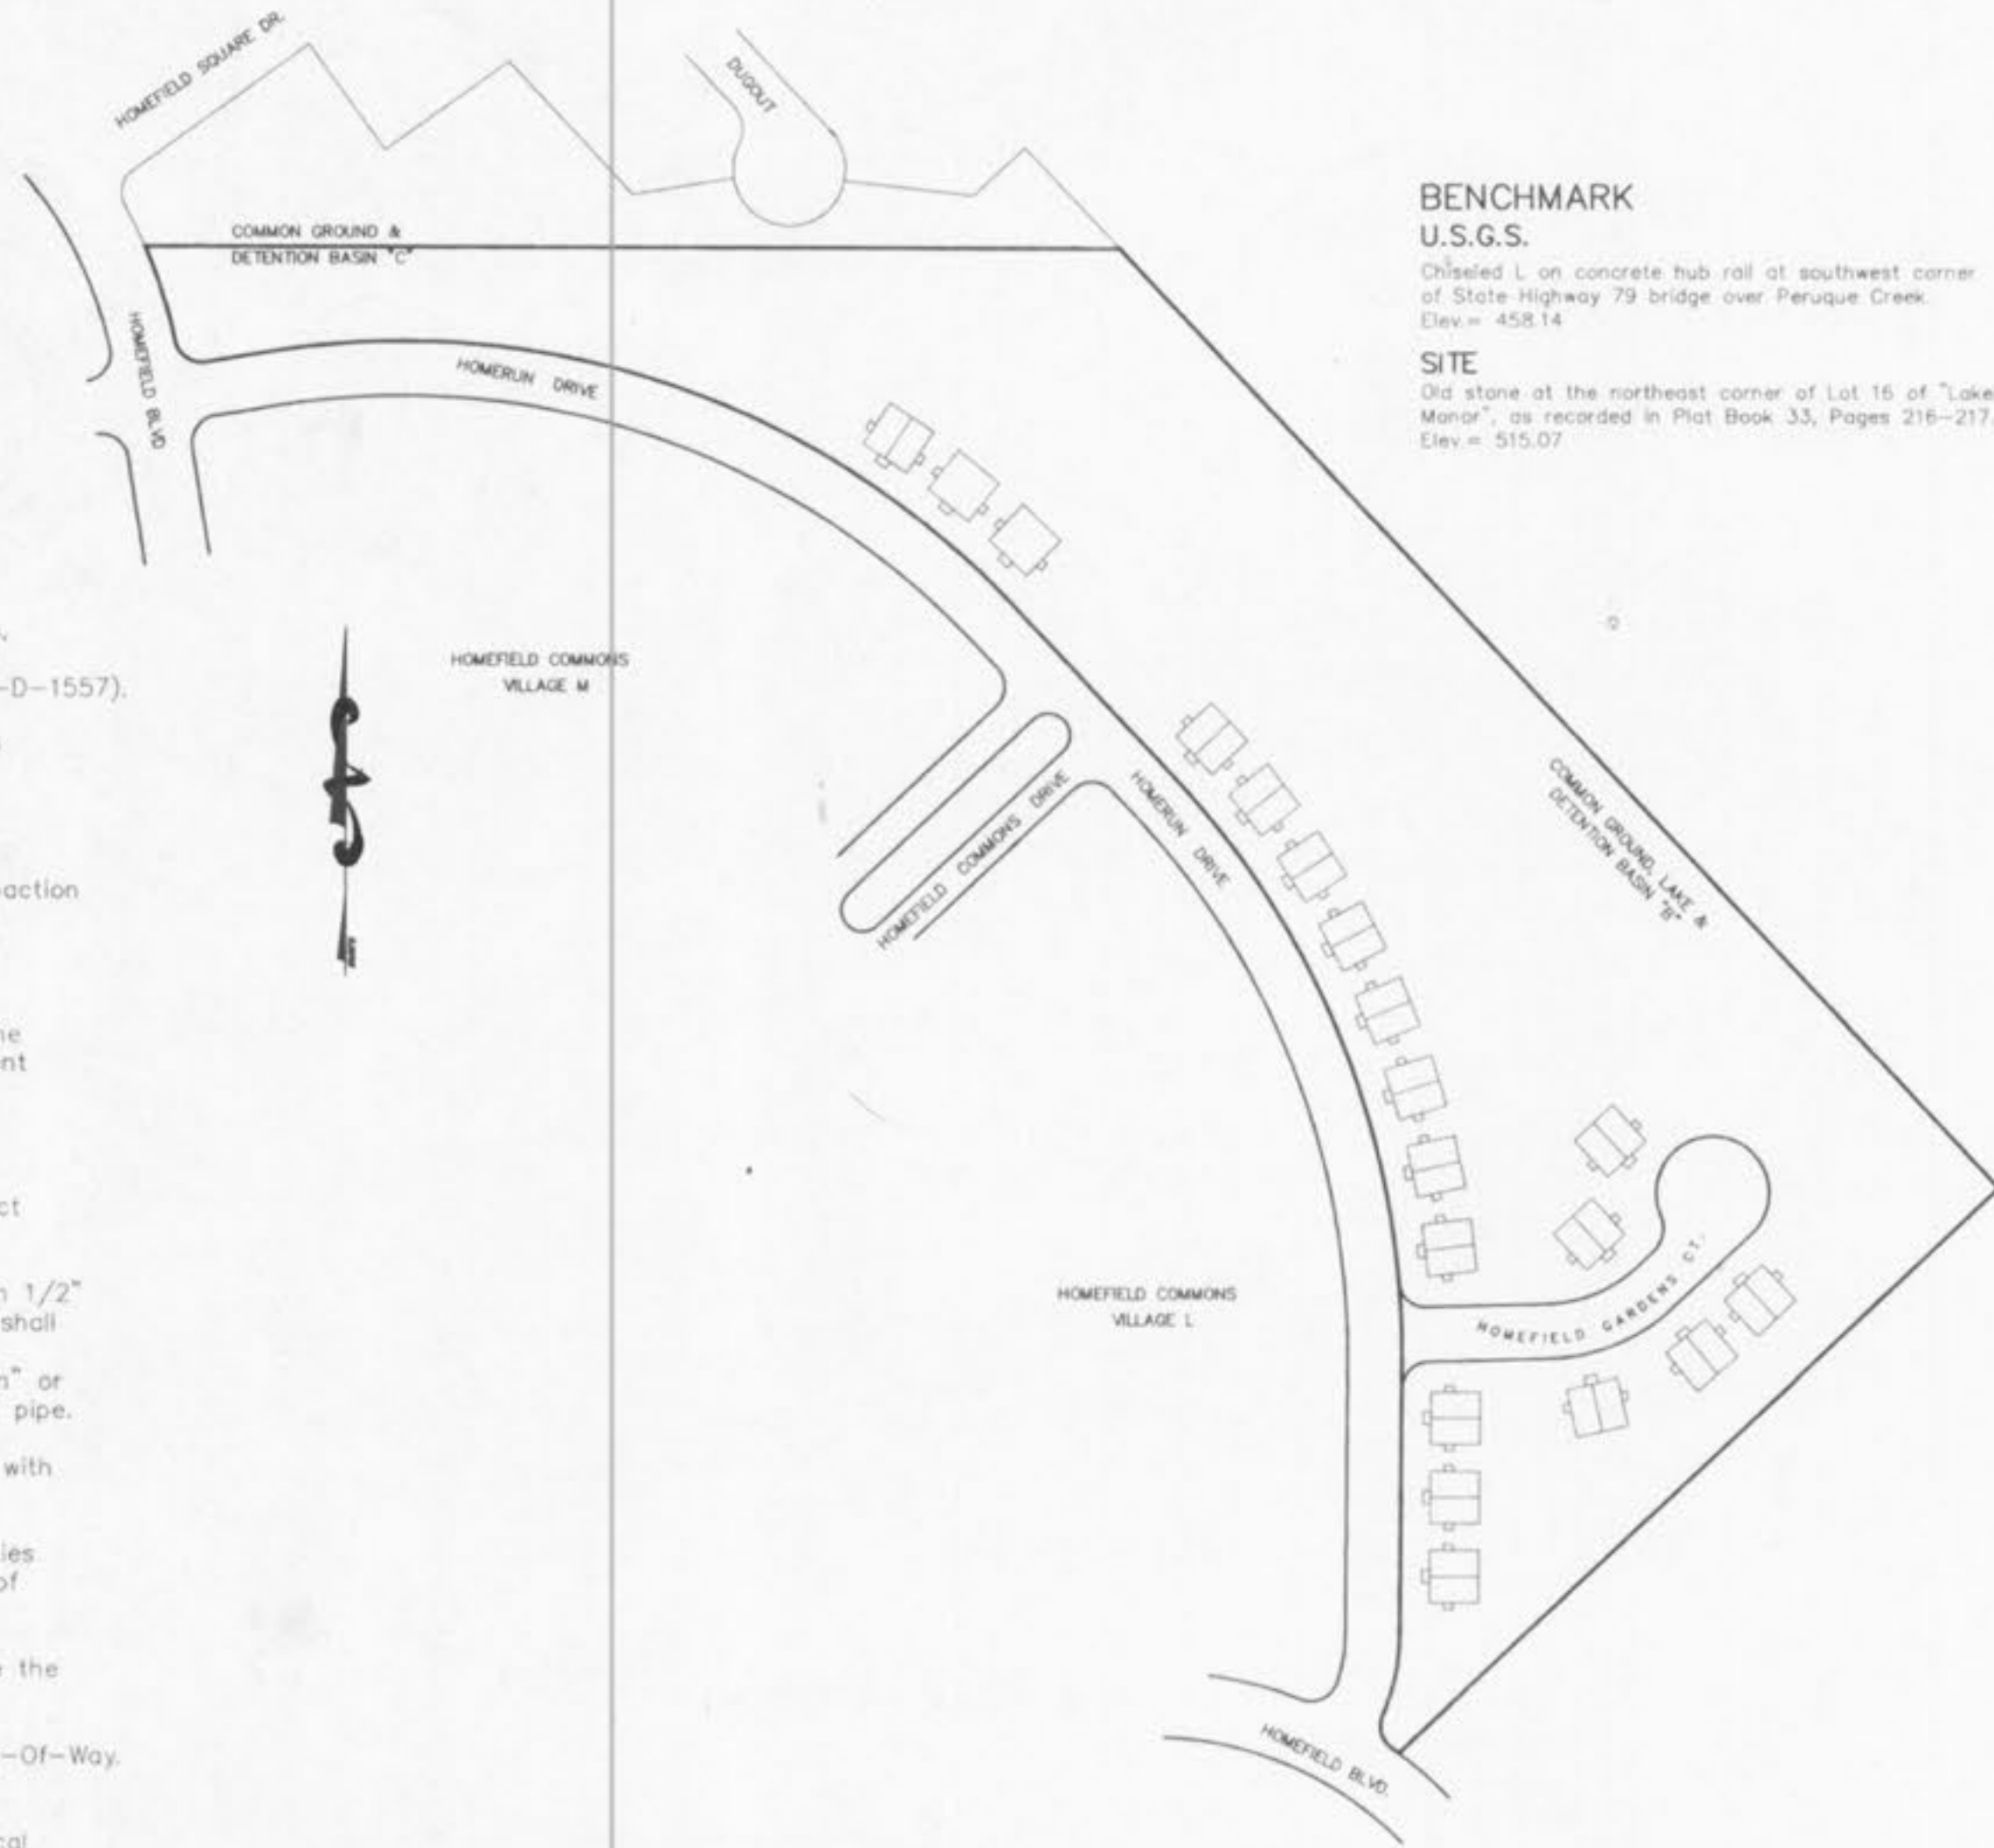 HOMEFIELD SQUARE DR.
DUGOUT
COMMON GROUND &
DETENTION BASIN "C"
HOMEFIELD BLVD
HOMERUN DRIVE
BENCHMARK
U.S.G.S.
Chiseled L on concrete hub rail at southwest corner
of State Highway 79 bridge over Peruque Creek.
Elev.= 458.14
SITE
Old stone at the northeast corner of Lot 16 of "Lake
Manor", as recorded in Plat Book 33, Pages 216-217.
Elev.= 515.07
-D-1557).
HOMEFIELD COMMONS
VILLAGE M
HOMEFIELD COMMONS DRIVE
HOMERUN DRIVE
COMMON GROUND, LAKE &
DETENTION BASIN "B"
action
ne
nt
ct
n 1/2"
shall
n" or
pipe.
with
ies
of
the
-Of-Way.
cal
HOMEFIELD COMMONS
VILLAGE L
HOMEFIELD GARDENS CT.
HOMEFIELD BLVD.